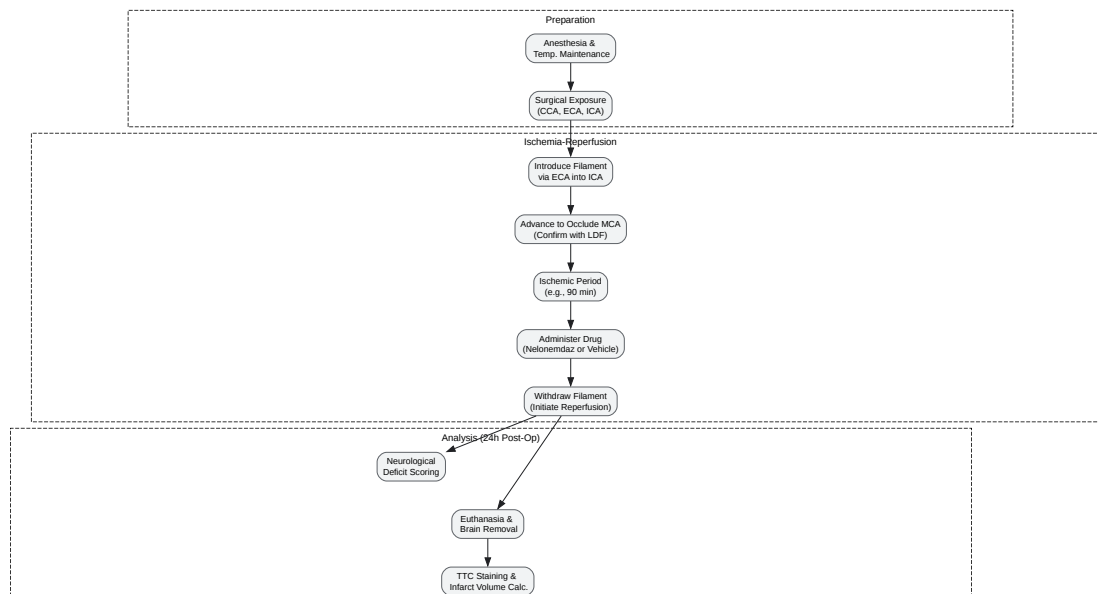 Preparation
Anesthesia &
Temp. Maintenance
Surgical Exposure
(CCA, ECA, ICA)
Ischemia-Reperfusion
Introduce Filament
via ECA into ICA
Advance to Occlude MCA
(Confirm with LDF)
Ischemic Period
(e.g., 90 min)
Administer Drug
(Nelonemdaz or Vehicle)
Withdraw Filament
(Initiate Reperfusion)
Analysis (24h Post-Op)
Neurological
Deficit Scoring
Euthanasia &
Brain Removal
TTC Staining &
Infarct Volume Calc.